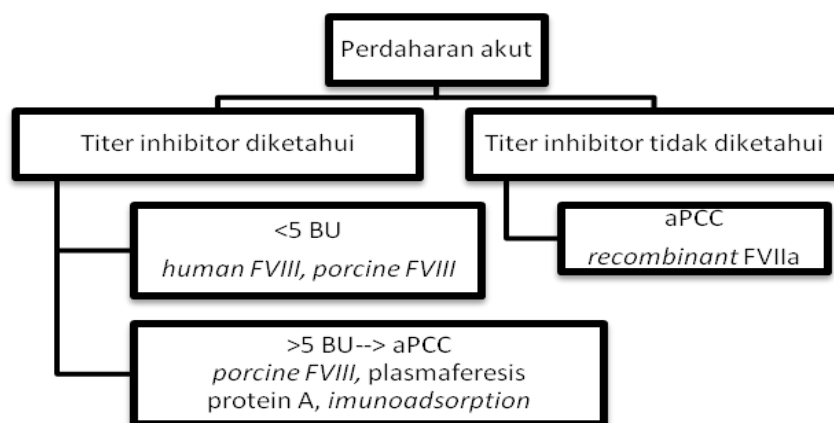 Perdaharan akut
Titer inhibitor diketahui
Titer inhibitor tidak diketahui
<5 BU
human FVIII, porcine FVIII
aPCC
recombinant FVIIa
>5 BU--> aPCC
porcine FVIII, plasmaferesis
protein A, imunoadsorption